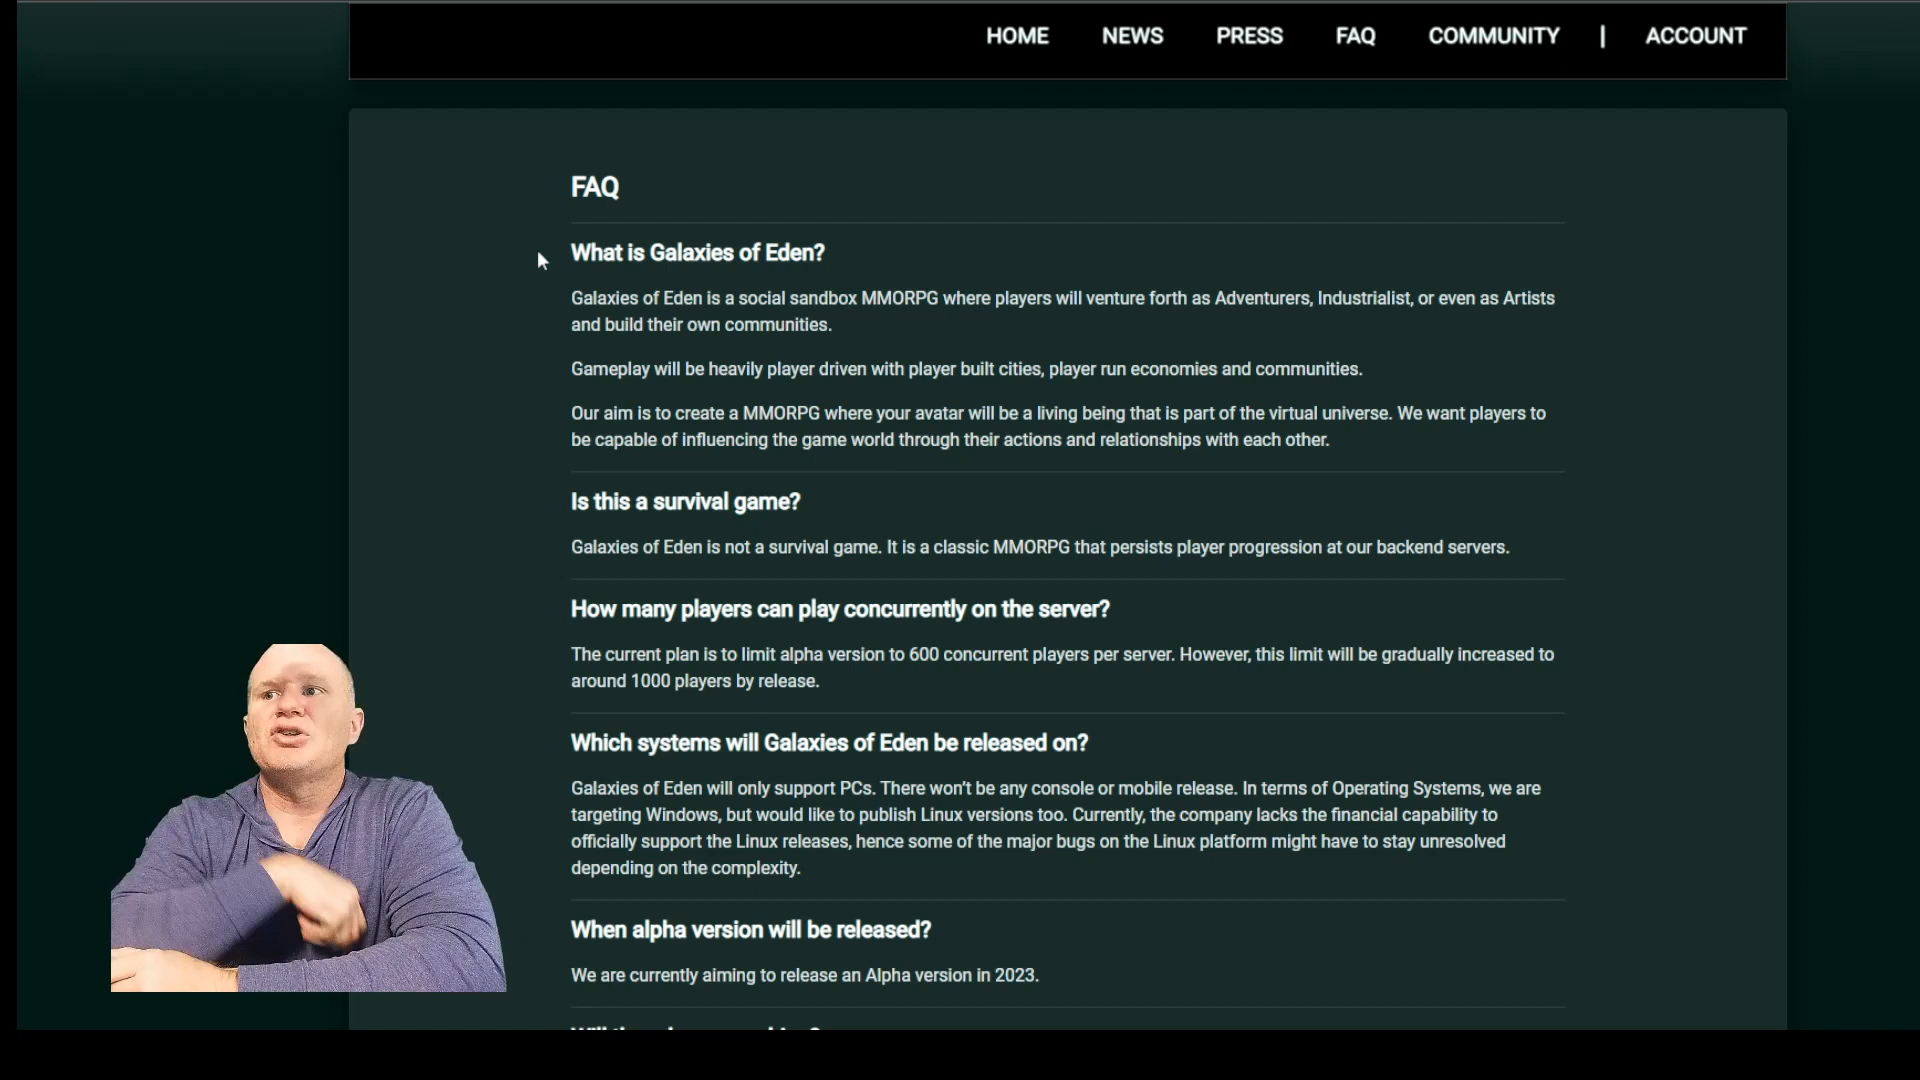 HOME NEWS PRESS FAQ COMMUNITY | ACCOUNT
FAQ
What is Galaxies of Eden?
Galaxies of Eden is a social sandbox MMORPG where players will venture forth as Adventurers, Industrialist, or even as Artists
and build their own communities.
Gameplay will be heavily player driven with player built cities, player run economies and communities.
Our aim is to create a MMORPG where your avatar will be a living being that is part of the virtual universe. We want players to
be capable of influencing the game world through their actions and relationships with each other.
Is this a survival game?
Galaxies of Eden is not a survival game. It is a classic MMORPG that persists player progression at our backend servers.
How many players can play concurrently on the server?
The current plan is to limit alpha version to 600 concurrent players per server. However, this limit will be gradually increased to
around 1000 players by release.
Which systems will Galaxies of Eden be released on?
Galaxies of Eden will only support PCs. There won't be any console or mobile release. In terms of Operating Systems, we are
targeting Windows, but would like to publish Linux versions too. Currently, the company lacks the financial capability to
officially support the Linux releases, hence some of the major bugs on the Linux platform might have to stay unresolved
depending on the complexity.
When alpha version will be released?
We are currently aiming to release an Alpha version in 2023.